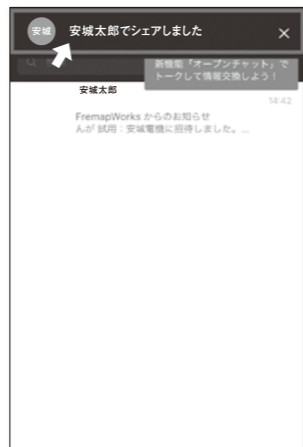 安城
安城太郎でシェアしました
×
新機能「オープンチャット」で
トークして情報交換しよう！
安城太郎
14:42
FremapWorks からのお知らせ
んが 試用：安城電機に招待しました。...